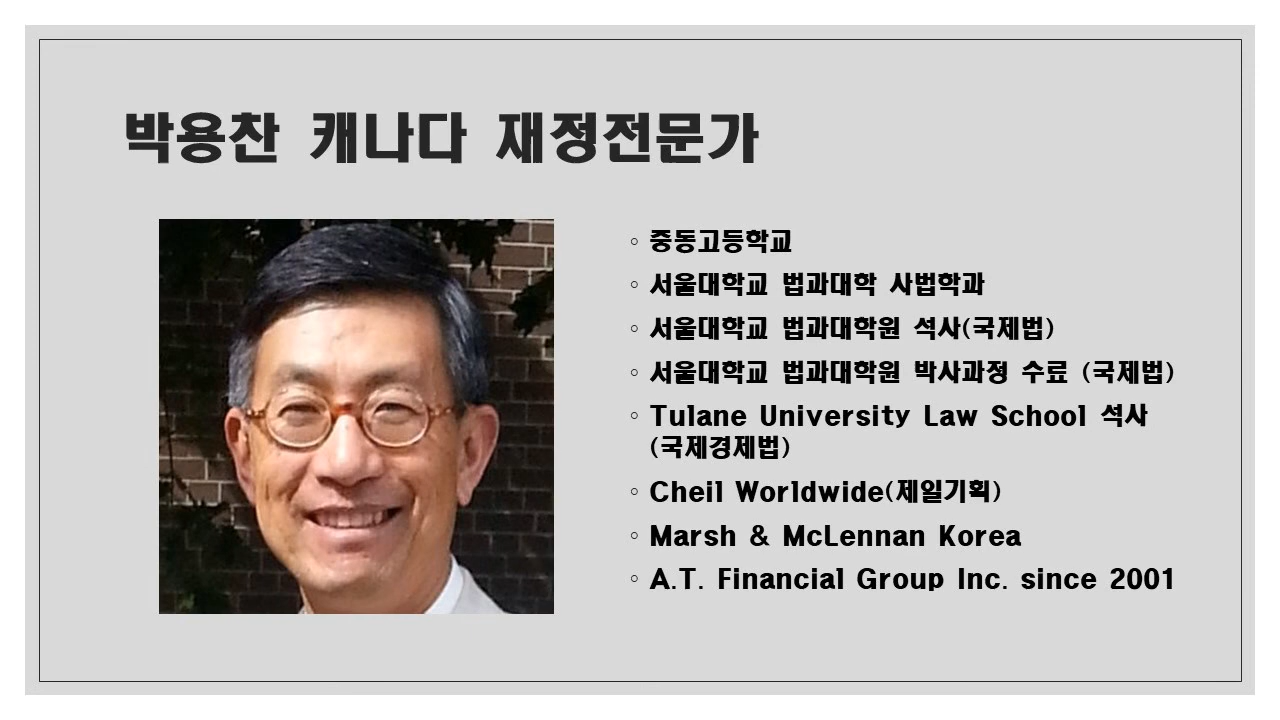 박용찬 캐나다 재정전문가
◦ 중동고등학교
◦ 서울대학교 법과대학 사법학과
◦ 서울대학교 법과대학원 석사(국제법)
◦ 서울대학교 법과대학원 박사과정 수료 (국제법)
◦ Tulane University Law School 석사
(국제경제법)
◦ Cheil Worldwide(제일기획)
◦ Marsh & McLennan Korea
◦ A.T. Financial Group Inc. since 2001